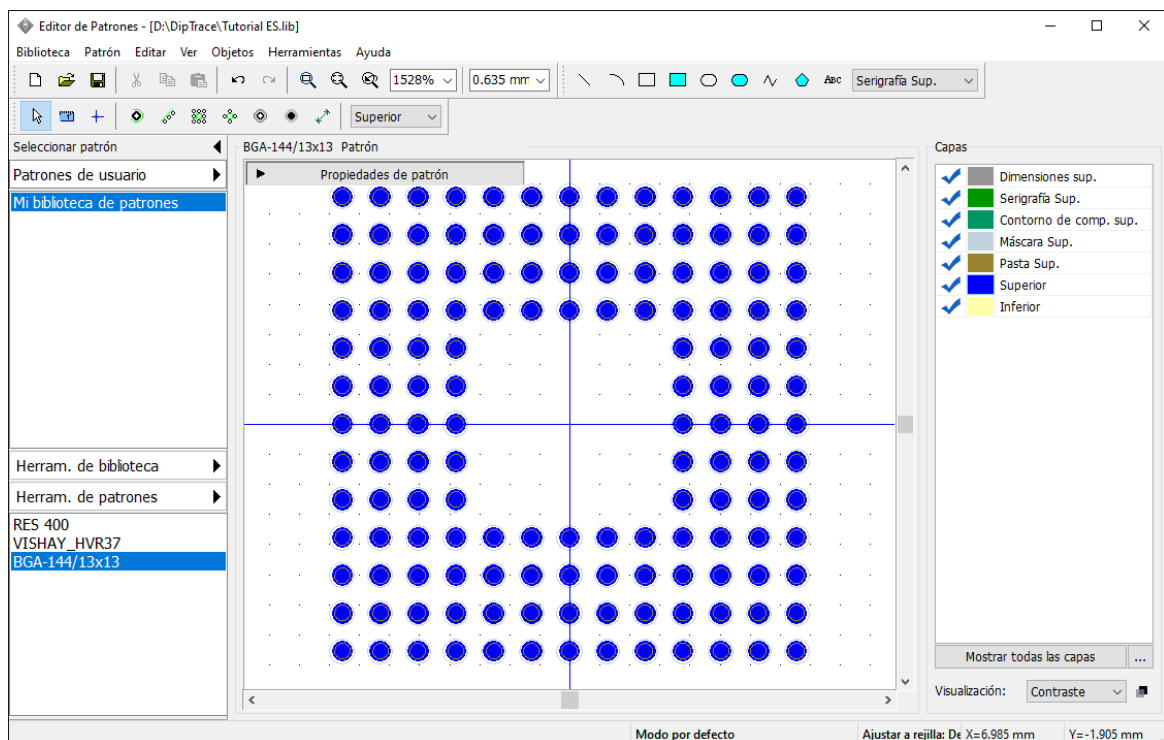 Editor de Patrones - [D:\DipTrace\Tutorial ES.lib]
Biblioteca Patrón Editar Ver Objetos Herramientas Ayuda
1528% 0.635 mm ABC Serigrafía Sup.
Superior
Seleccionar patrón
Patrones de usuario
Mi biblioteca de patrones
Herram. de biblioteca
Herram. de patrones
RES 400
VISHAY_HVR37
BGA-144/13x13
BGA-144/13x13 Patrón
Propiedades de patrón
Capas
Dimensiones sup.
Serigrafía Sup.
Contorno de comp. sup.
Máscara Sup.
Pasta Sup.
Superior
Inferior
Mostrar todas las capas ...
Visualización: Contraste
Modo por defecto Ajustar a rejilla: De X=6.985 mm Y=-1.905 mm